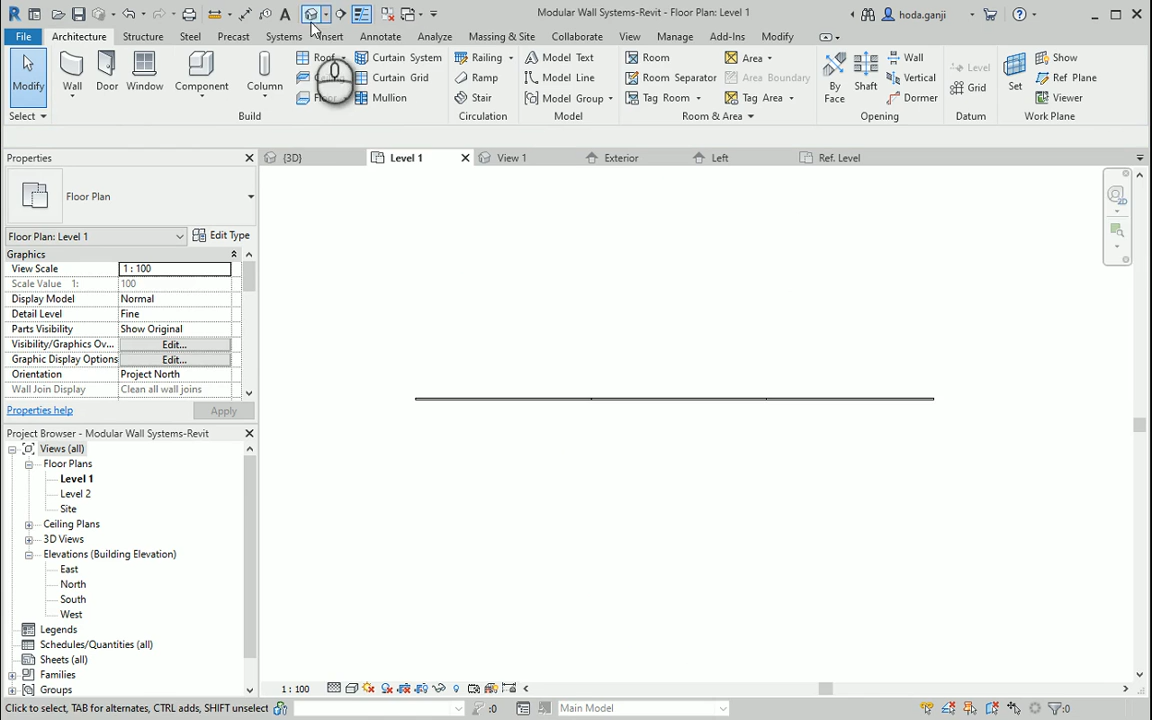 Modular Wall Systems-Revit - Floor Plan: Level 1
hoda.ganji
File Architecture Structure Steel Precast Systems Insert Annotate Analyze Massing & Site Collaborate View Manage Add-Ins Modify
Modify
Wall
Door
Window
Component
Column
Roof
Curtain System
Curtain Grid
Mullion
Railing
Ramp
Stair
Model Text
Model Line
Model Group
Room
Room Separator
Tag Room
Area
Area Boundary
Tag Area
By
Face
Shaft
Wall
Vertical
Dormer
Level
Grid
Set
Show
Ref Plane
Viewer
Select
Build
Circulation
Model
Room & Area
Opening
Datum
Work Plane
Properties
{3D}
Level 1
View 1
Exterior
Left
Ref. Level
Floor Plan
Floor Plan: Level 1
Edit Type
Graphics
View Scale 1 : 100
Scale Value 1: 100
Display Model Normal
Detail Level Fine
Parts Visibility Show Original
Visibility/Graphics Ov... Edit...
Graphic Display Options Edit...
Orientation Project North
Wall Join Display Clean all wall joins
Properties help
Apply
Project Browser - Modular Wall Systems-Revit
Views (all)
Floor Plans
Level 1
Level 2
Site
Ceiling Plans
3D Views
Elevations (Building Elevation)
East
North
South
West
Legends
Schedules/Quantities (all)
Sheets (all)
Families
Groups
1 : 100
Click to select, TAB for alternates, CTRL adds, SHIFT unselect
:0
Main Model
:0